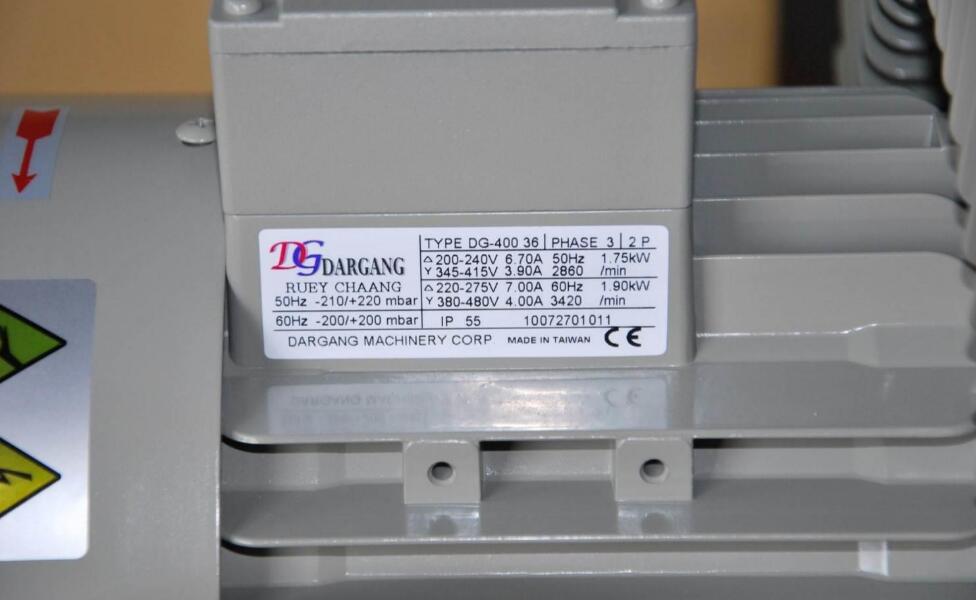 DG DARGANG
RUEY CHAANG
50Hz -210/+220 mbar
60Hz -200/+200 mbar
TYPE DG-400 36 PHASE 3 2 P
△ 200-240V 6.70A 50Hz 1.75kW
Y 345-415V 3.90A 2860 /min
△ 220-275V 7.00A 60Hz 1.90kW
Y 380-480V 4.00A 3420 /min
IP 55 10072701011
DARGANG MACHINERY CORP MADE IN TAIWAN CE